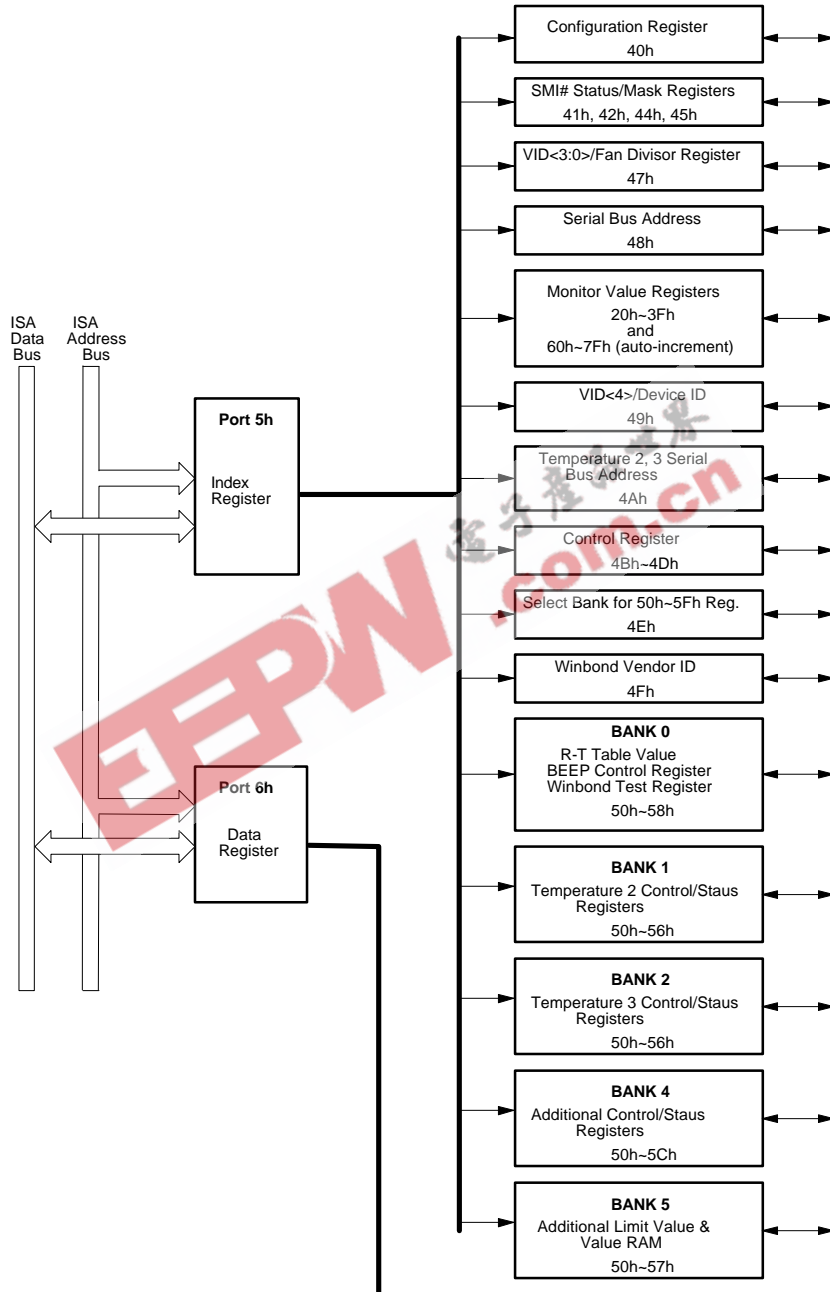 Configuration Register
40h
SMI# Status/Mask Registers
41h, 42h, 44h, 45h
VID<3:0>/Fan Divisor Register
47h
Serial Bus Address
48h
Monitor Value Registers
20h~3Fh
and
60h~7Fh (auto-increment)
VID<4>/Device ID
49h
Temperature 2, 3 Serial
Bus Address
4Ah
Control Register
4Bh~4Dh
Select Bank for 50h~5Fh Reg.
4Eh
Winbond Vendor ID
4Fh
BANK 0
R-T Table Value
BEEP Control Register
Winbond Test Register
50h~58h
BANK 1
Temperature 2 Control/Staus
Registers
50h~56h
BANK 2
Temperature 3 Control/Staus
Registers
50h~56h
BANK 4
Additional Control/Staus
Registers
50h~5Ch
BANK 5
Additional Limit Value &
Value RAM
50h~57h
ISA
Data
Bus
ISA
Address
Bus
Port 5h
Index
Register
Port 6h
Data
Register
EEPW
電子產品世界
.com.cn